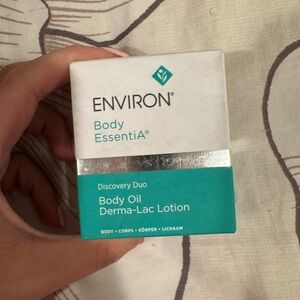 ENVIRON®
Body
EssentiA®
Discovery Duo
Body Oil
Derma-Lac Lotion
BODY • CORPS • KÖRPER • LICHAAM